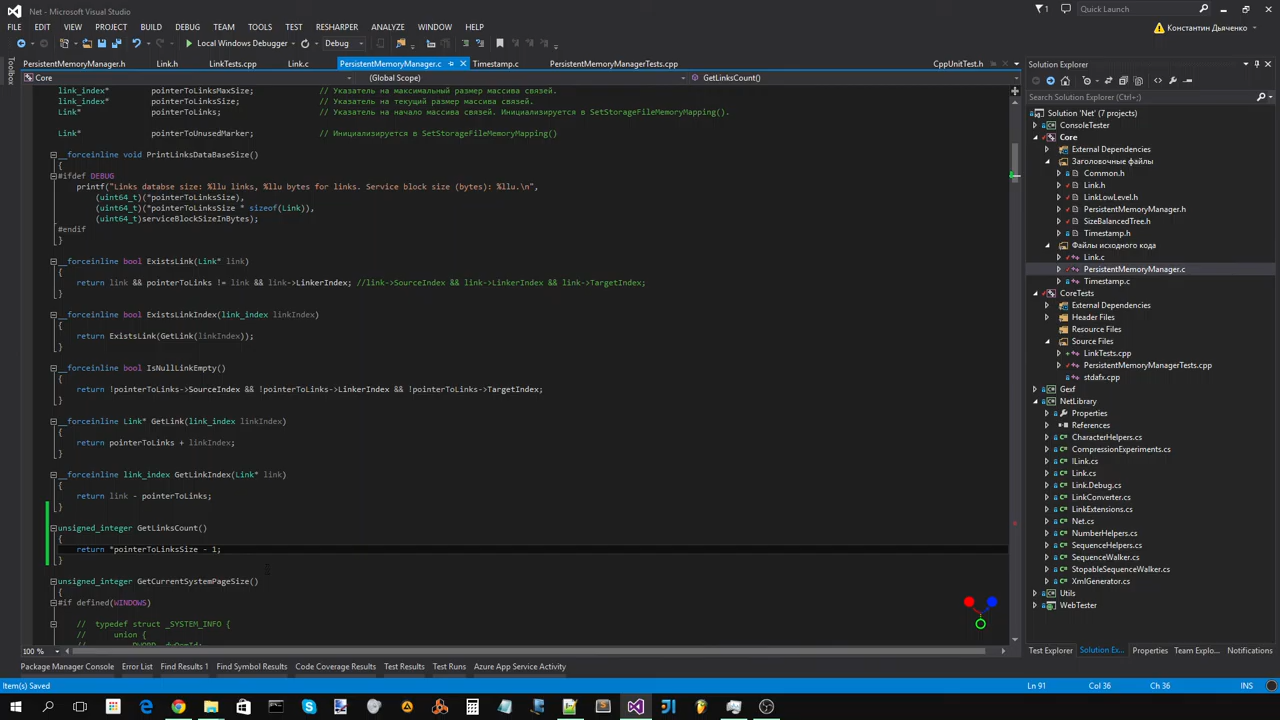 Net - Microsoft Visual Studio
1
Quick Launch (Ctrl+Q)
FILE EDIT VIEW PROJECT BUILD DEBUG TEAM TOOLS TEST RESHARPER ANALYZE WINDOW HELP
Константин Дьяченко
Local Windows Debugger
Debug
Toolbox
PersistentMemoryManager.h Link.h LinkTests.cpp Link.c PersistentMemoryManager.c Timestamp.c PersistentMemoryManagerTests.cpp CppUnitTest.h
Core (Global Scope) GetLinksCount()
link_index* pointerToLinksMaxSize; // Указатель на максимальный размер массива связей.
link_index* pointerToLinksSize; // Указатель на текущий размер массива связей.
Link* pointerToLinks; // Указатель на начало массива связей. Инициализируется в SetStorageFileMemoryMapping().
Link* pointerToUnusedMarker; // Инициализируется в SetStorageFileMemoryMapping()
__forceinline void PrintLinksDataBaseSize()
{
#ifdef DEBUG
printf("Links databse size: %llu links, %llu bytes for links. Service block size (bytes): %llu.\n",
(uint64_t)(*pointerToLinksSize),
(uint64_t)(*pointerToLinksSize * sizeof(Link)),
(uint64_t)serviceBlockSizeInBytes);
#endif
}
__forceinline bool ExistsLink(Link* link)
{
return link && pointerToLinks != link && link->LinkerIndex; //link->SourceIndex && link->LinkerIndex && link->TargetIndex;
}
__forceinline bool ExistsLinkIndex(link_index linkIndex)
{
return ExistsLink(GetLink(linkIndex));
}
__forceinline bool IsNullLinkEmpty()
{
return !pointerToLinks->SourceIndex && !pointerToLinks->LinkerIndex && !pointerToLinks->TargetIndex;
}
__forceinline Link* GetLink(link_index linkIndex)
{
return pointerToLinks + linkIndex;
}
__forceinline link_index GetLinkIndex(Link* link)
{
return link - pointerToLinks;
}
unsigned_integer GetLinksCount()
{
return *pointerToLinksSize - 1;
}
unsigned_integer GetCurrentSystemPageSize()
{
#if defined(WINDOWS)
// typedef struct _SYSTEM_INFO {
// union {
// DWORD dwOemId;
100 %
Solution Explorer
Search Solution Explorer (Ctrl+;)
Solution 'Net' (7 projects)
ConsoleTester
Core
External Dependencies
Заголовочные файлы
Common.h
Link.h
LinkLowLevel.h
PersistentMemoryManager.h
SizeBalancedTree.h
Timestamp.h
Файлы исходного кода
Link.c
PersistentMemoryManager.c
Timestamp.c
CoreTests
External Dependencies
Header Files
Resource Files
Source Files
LinkTests.cpp
PersistentMemoryManagerTests.cpp
stdafx.cpp
Gexf
NetLibrary
Properties
References
CharacterHelpers.cs
CompressionExperiments.cs
ILink.cs
Link.cs
Link.Debug.cs
LinkConverter.cs
LinkExtensions.cs
Net.cs
NumberHelpers.cs
SequenceHelpers.cs
SequenceWalker.cs
StopableSequenceWalker.cs
XmlGenerator.cs
Utils
WebTester
Test Explorer Solution Ex... Properties Team Explo... Notifications
Package Manager Console Error List Find Results 1 Find Symbol Results Code Coverage Results Test Results Test Runs Azure App Service Activity
Item(s) Saved Ln 91 Col 36 Ch 36 INS